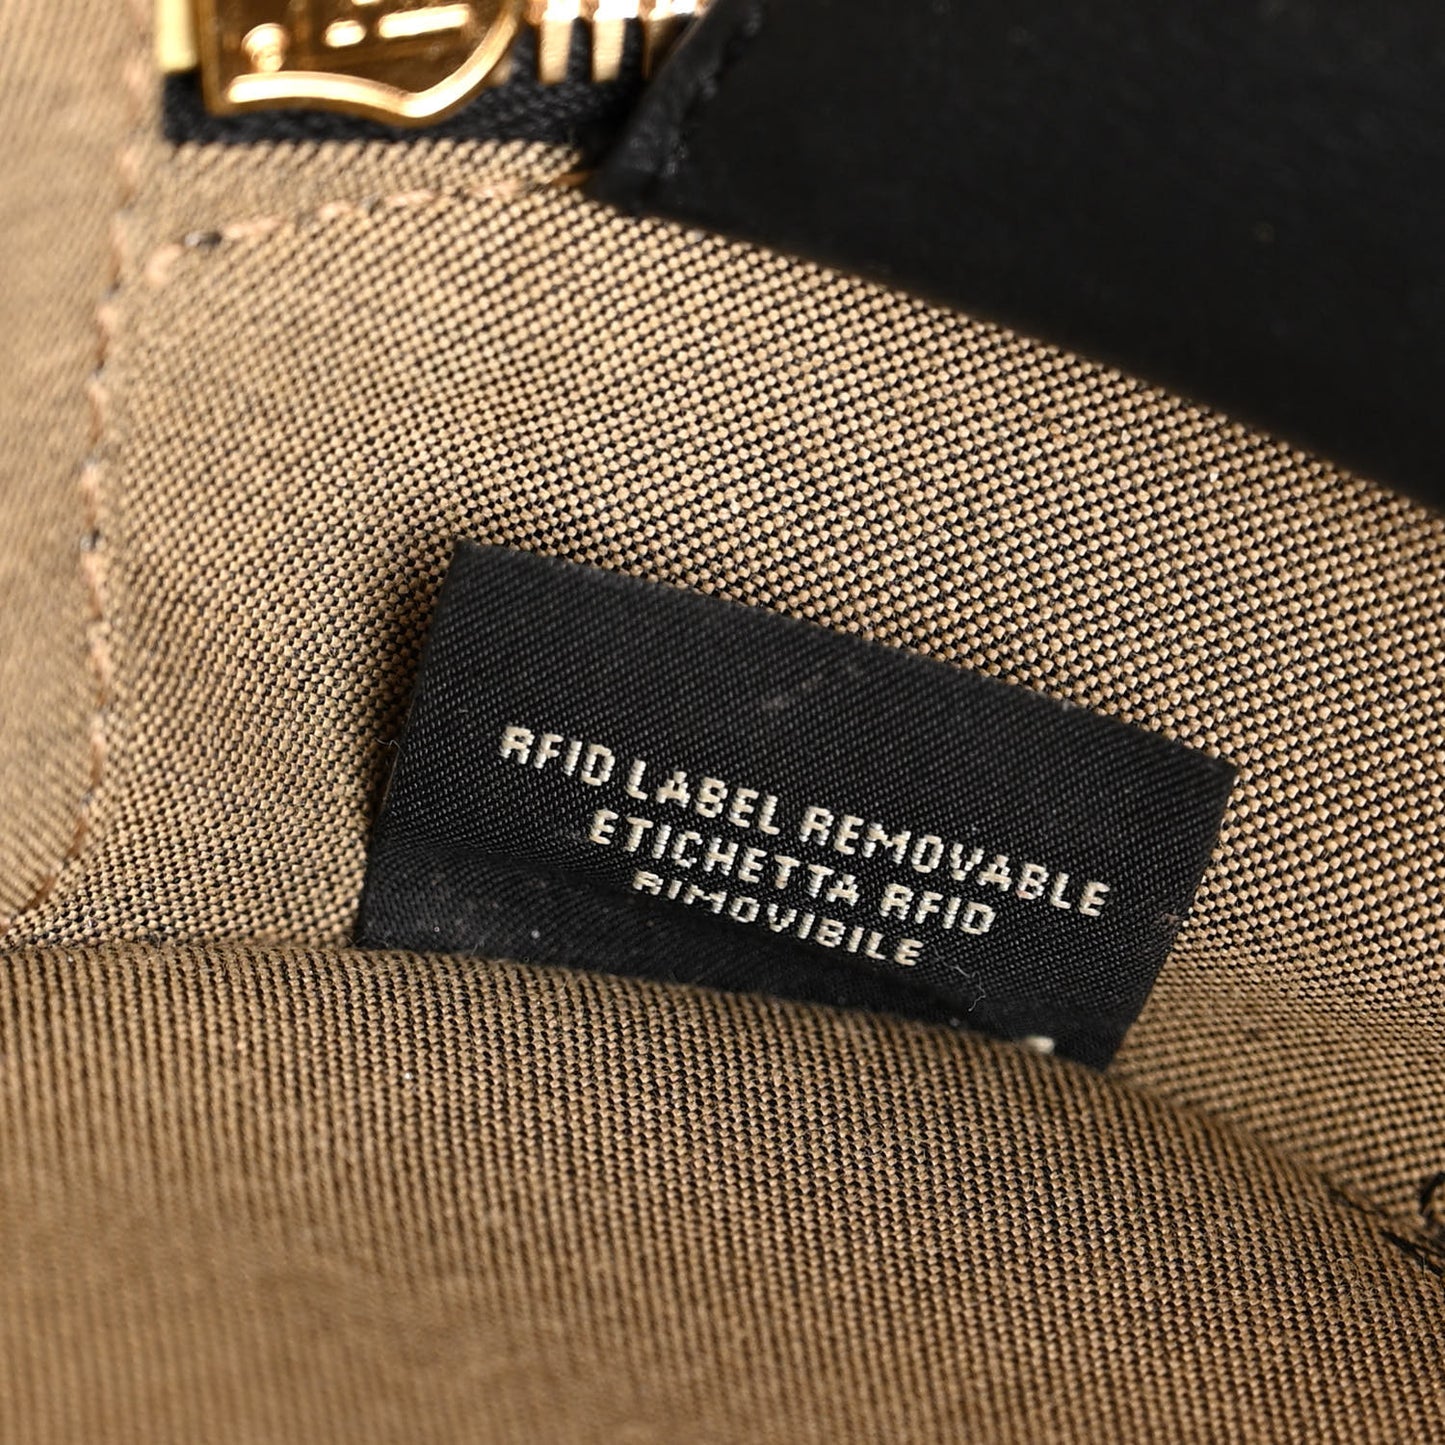 RFID LABEL REMOVABLE
ETICHETTA RFID
RIMOVIBILE